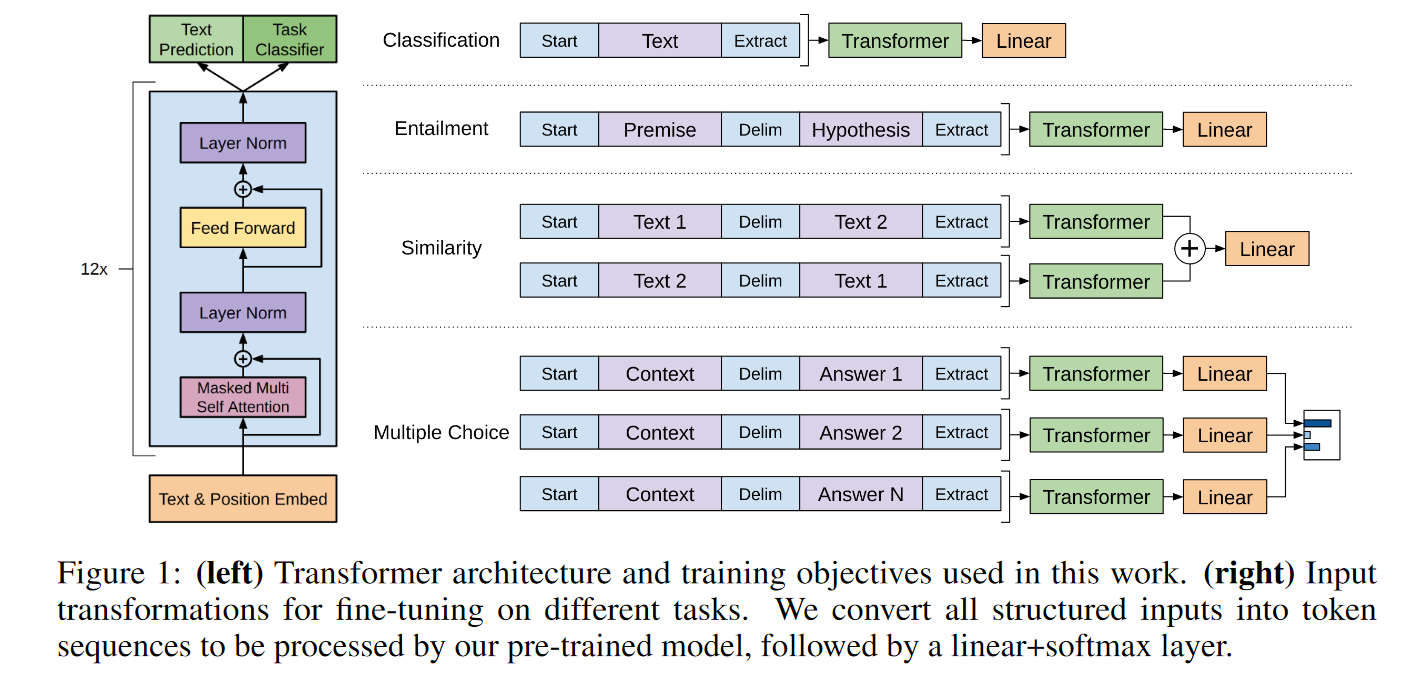 Text
Prediction
Task
Classifier
12x
Layer Norm
+
Feed Forward
Layer Norm
+
Masked Multi
Self Attention
Text & Position Embed
Classification
Start Text Extract Transformer Linear
Entailment
Start Premise Delim Hypothesis Extract Transformer Linear
Similarity
Start Text 1 Delim Text 2 Extract Transformer
+ Linear
Start Text 2 Delim Text 1 Extract Transformer
Multiple Choice
Start Context Delim Answer 1 Extract Transformer Linear
Start Context Delim Answer 2 Extract Transformer Linear
Start Context Delim Answer N Extract Transformer Linear
Figure 1: (left) Transformer architecture and training objectives used in this work. (right) Input
transformations for fine-tuning on different tasks. We convert all structured inputs into token
sequences to be processed by our pre-trained model, followed by a linear+softmax layer.